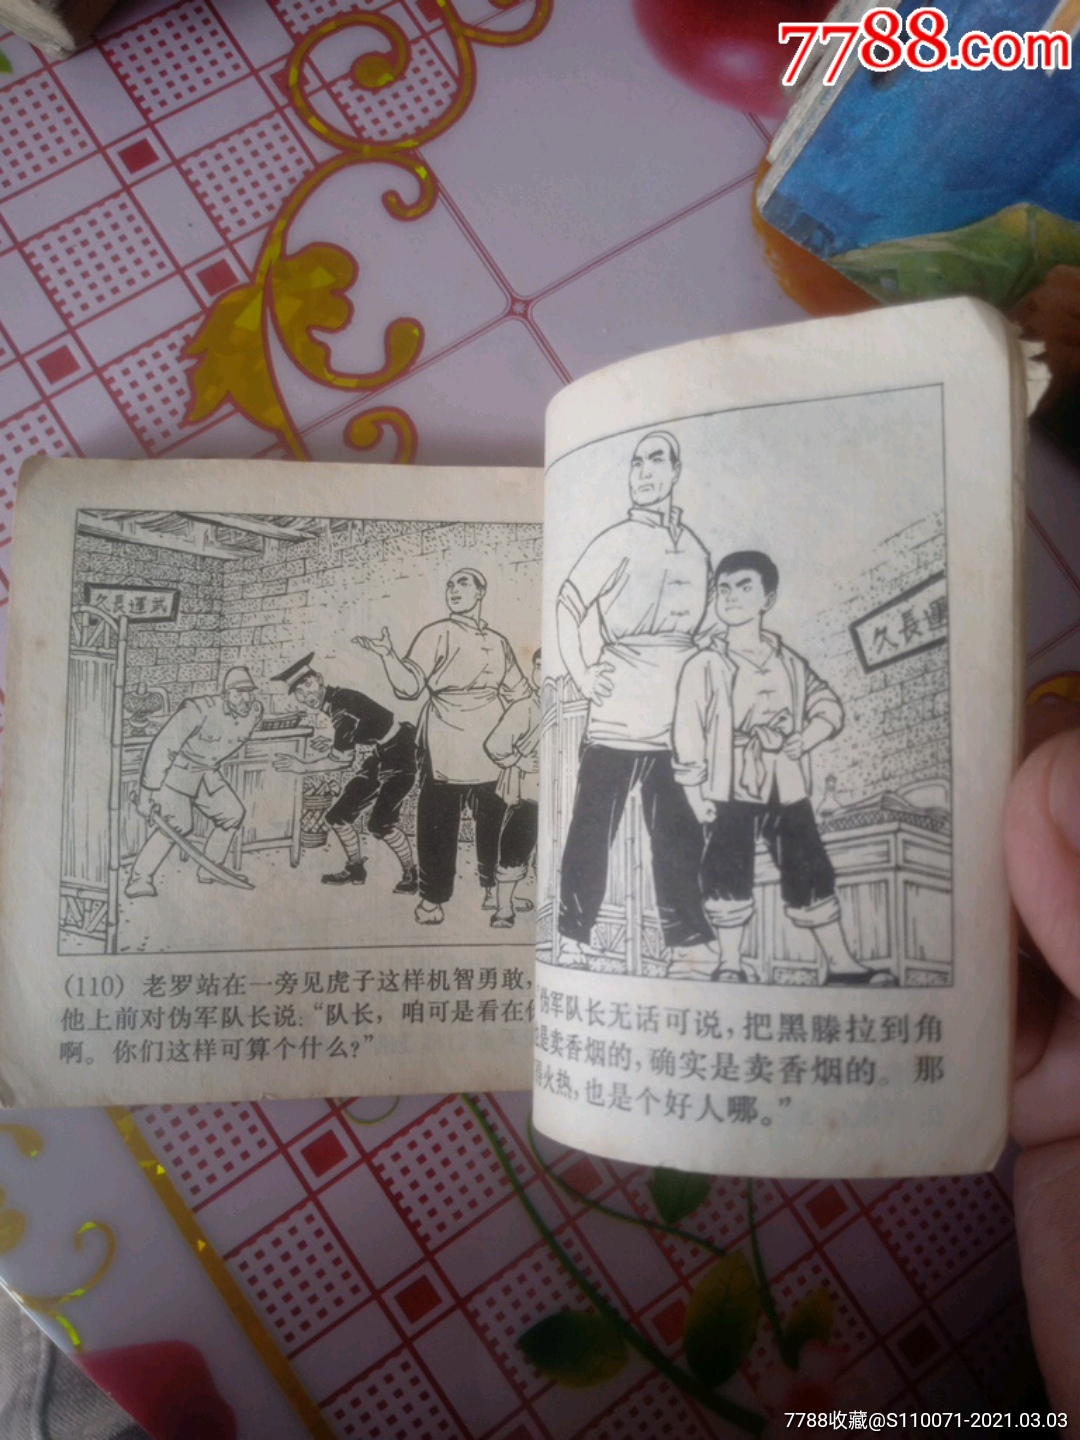 7788.com
武運長久
運長久
(110) 老罗站在一旁见虎子这样机智勇敢,
他上前对伪军队长说:“队长, 咱可是看在
啊。你们这样可算个什么?”
伪军队长无话可说,把黑滕拉到角
是卖香烟的,确实是卖香烟的。那
火热,也是个好人哪。”
7788收藏@S110071-2021.03.03